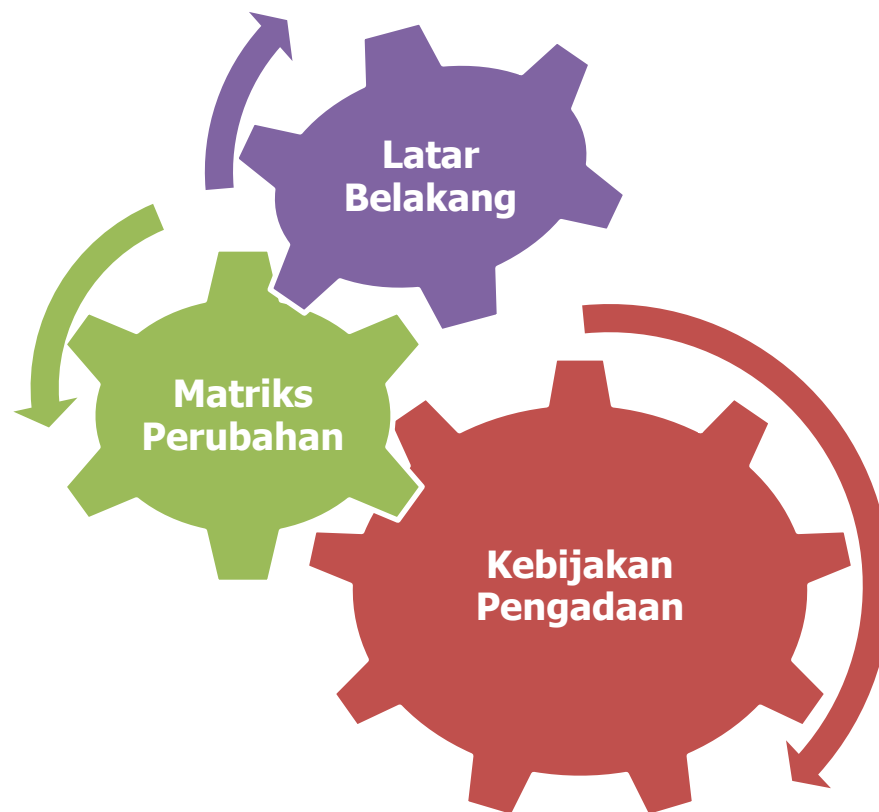 Latar
Belakang
Matriks
Perubahan
Kebijakan
Pengadaan